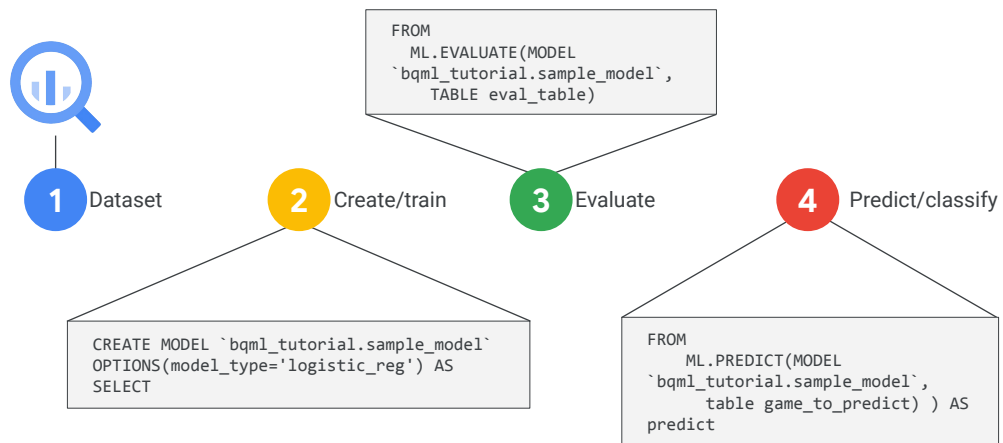 FROM
ML.EVALUATE(MODEL
`bqml_tutorial.sample_model`,
TABLE eval_table)
1 Dataset
2 Create/train
3 Evaluate
4 Predict/classify
CREATE MODEL `bqml_tutorial.sample_model`
OPTIONS(model_type='logistic_reg') AS
SELECT
FROM
ML.PREDICT(MODEL
`bqml_tutorial.sample_model`,
table game_to_predict) ) AS
predict